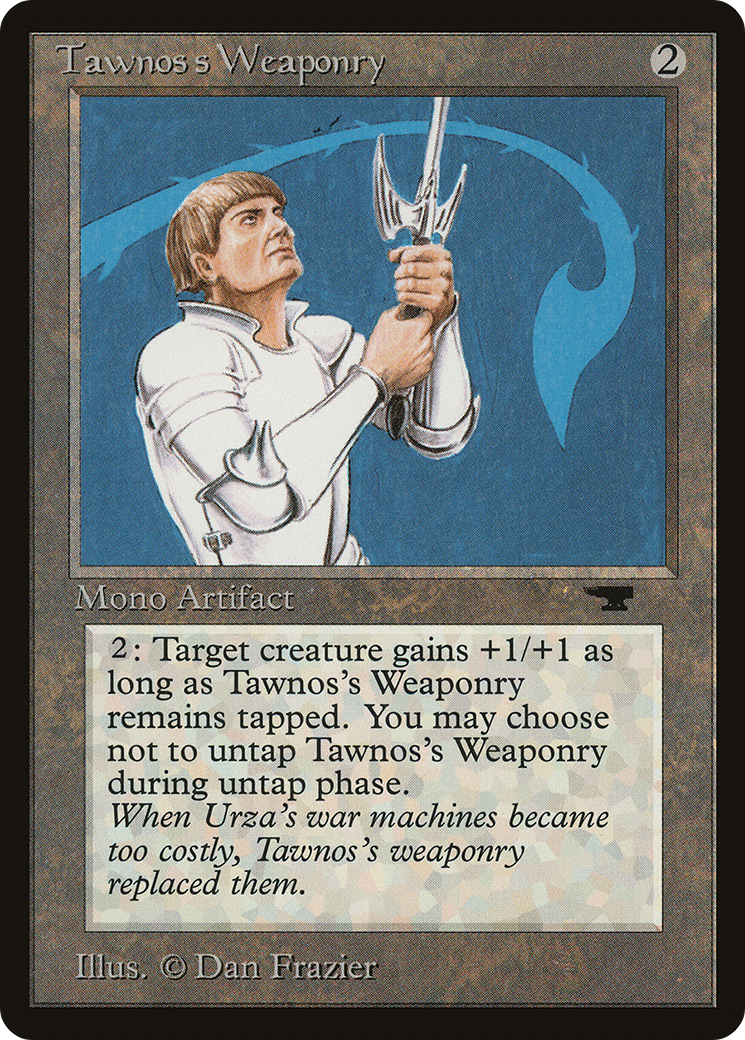 Tawnos's Weaponry
2
Mono Artifact
2: Target creature gains +1/+1 as
long as Tawnos's Weaponry
remains tapped. You may choose
not to untap Tawnos's Weaponry
during untap phase.
When Urza's war machines became
too costly, Tawnos's weaponry
replaced them.
Illus. © Dan Frazier